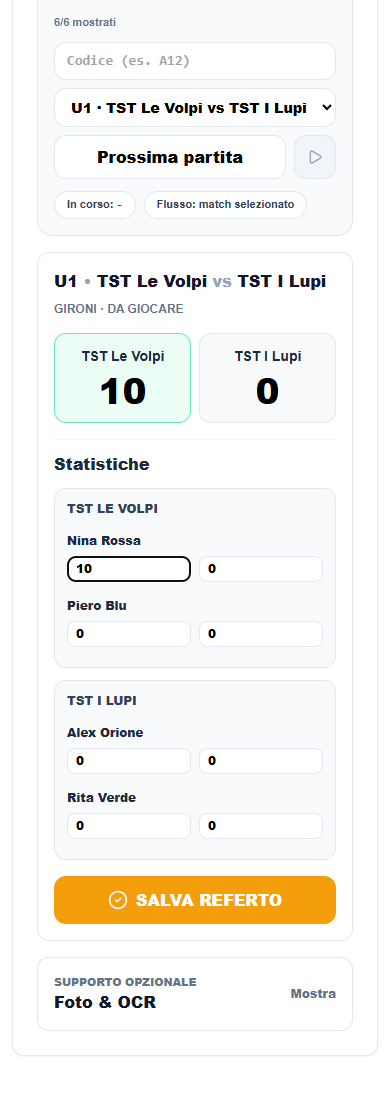 6/6 mostrati
Codice (es. A12)
U1 · TST Le Volpi vs TST I Lupi
Prossima partita
In corso: -
Flusso: match selezionato
U1 • TST Le Volpi vs TST I Lupi
GIRONI · DA GIOCARE
TST Le Volpi
TST I Lupi
10
0
Statistiche
TST LE VOLPI
Nina Rossa
10
0
Piero Blu
0
0
TST I LUPI
Alex Orione
0
0
Rita Verde
0
0
SALVA REFERTO
SUPPORTO OPZIONALE
Foto & OCR
Mostra